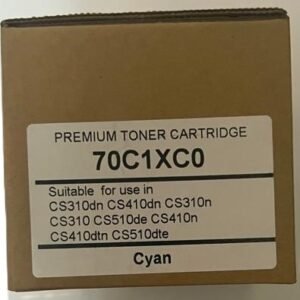 PREMIUM TONER CARTRIDGE
70C1XC0
Suitable for use in
CS310dn CS410dn CS310n
CS310 CS510de CS410n
CS410dtn CS510dte
Cyan